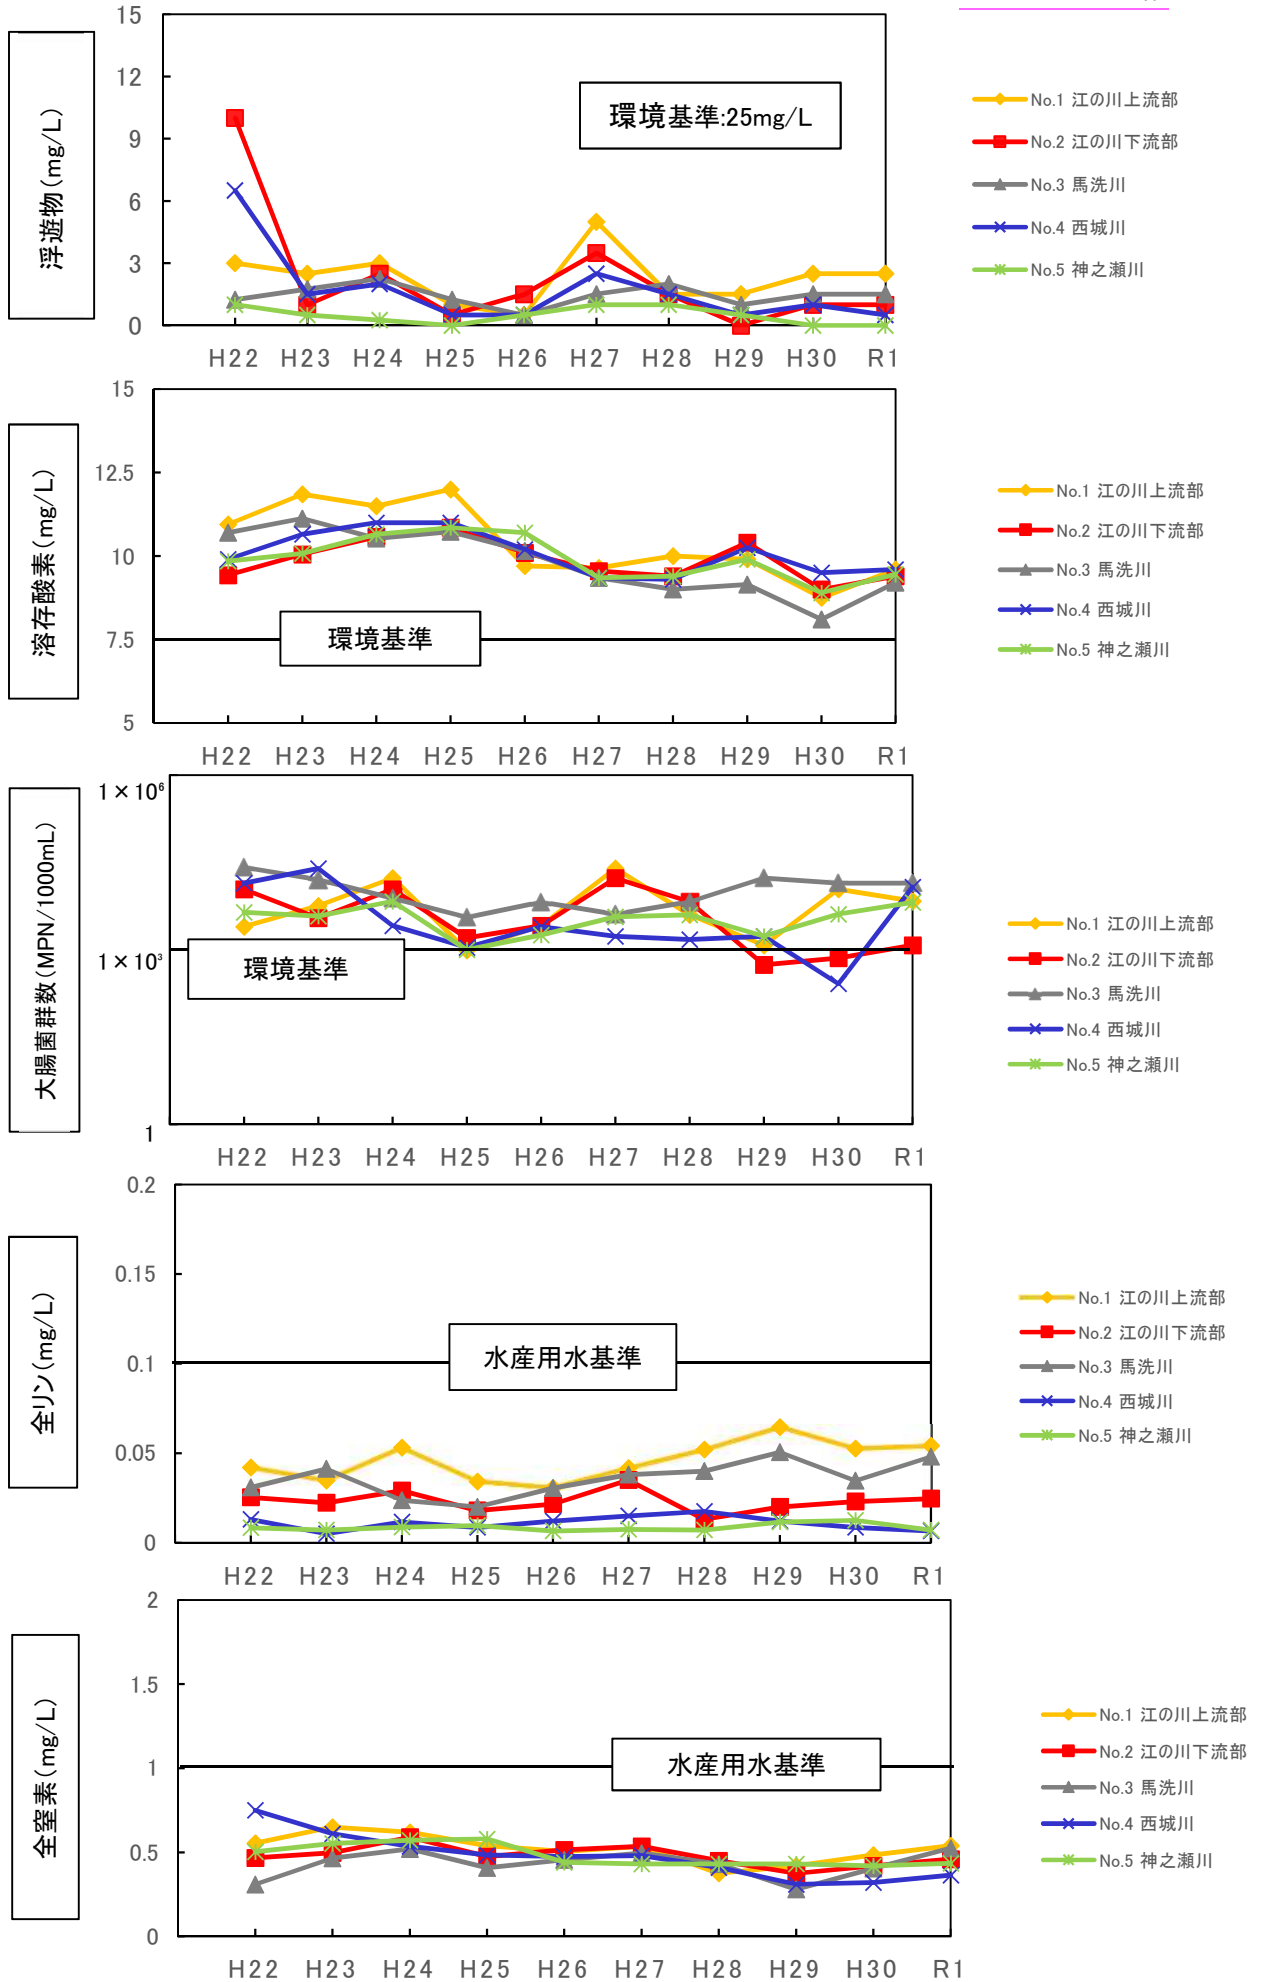 15
12
9
6
3
0
浮遊物(mg/L)
環境基準:25mg/L
H22 H23 H24 H25 H26 H27 H28 H29 H30 R1
No.1 江の川上流部
No.2 江の川下流部
No.3 馬洗川
No.4 西城川
No.5 神之瀬川
15
12.5
10
7.5
5
溶存酸素(mg/L)
環境基準
H22 H23 H24 H25 H26 H27 H28 H29 H30 R1
No.1 江の川上流部
No.2 江の川下流部
No.3 馬洗川
No.4 西城川
No.5 神之瀬川
1×10⁶
1×10³
1
大腸菌群数(MPN/1000mL)
環境基準
H22 H23 H24 H25 H26 H27 H28 H29 H30 R1
No.1 江の川上流部
No.2 江の川下流部
No.3 馬洗川
No.4 西城川
No.5 神之瀬川
0.2
0.15
0.1
0.05
0
全リン(mg/L)
水産用水基準
H22 H23 H24 H25 H26 H27 H28 H29 H30 R1
No.1 江の川上流部
No.2 江の川下流部
No.3 馬洗川
No.4 西城川
No.5 神之瀬川
2
1.5
1
0.5
0
全窒素(mg/L)
水産用水基準
H22 H23 H24 H25 H26 H27 H28 H29 H30 R1
No.1 江の川上流部
No.2 江の川下流部
No.3 馬洗川
No.4 西城川
No.5 神之瀬川